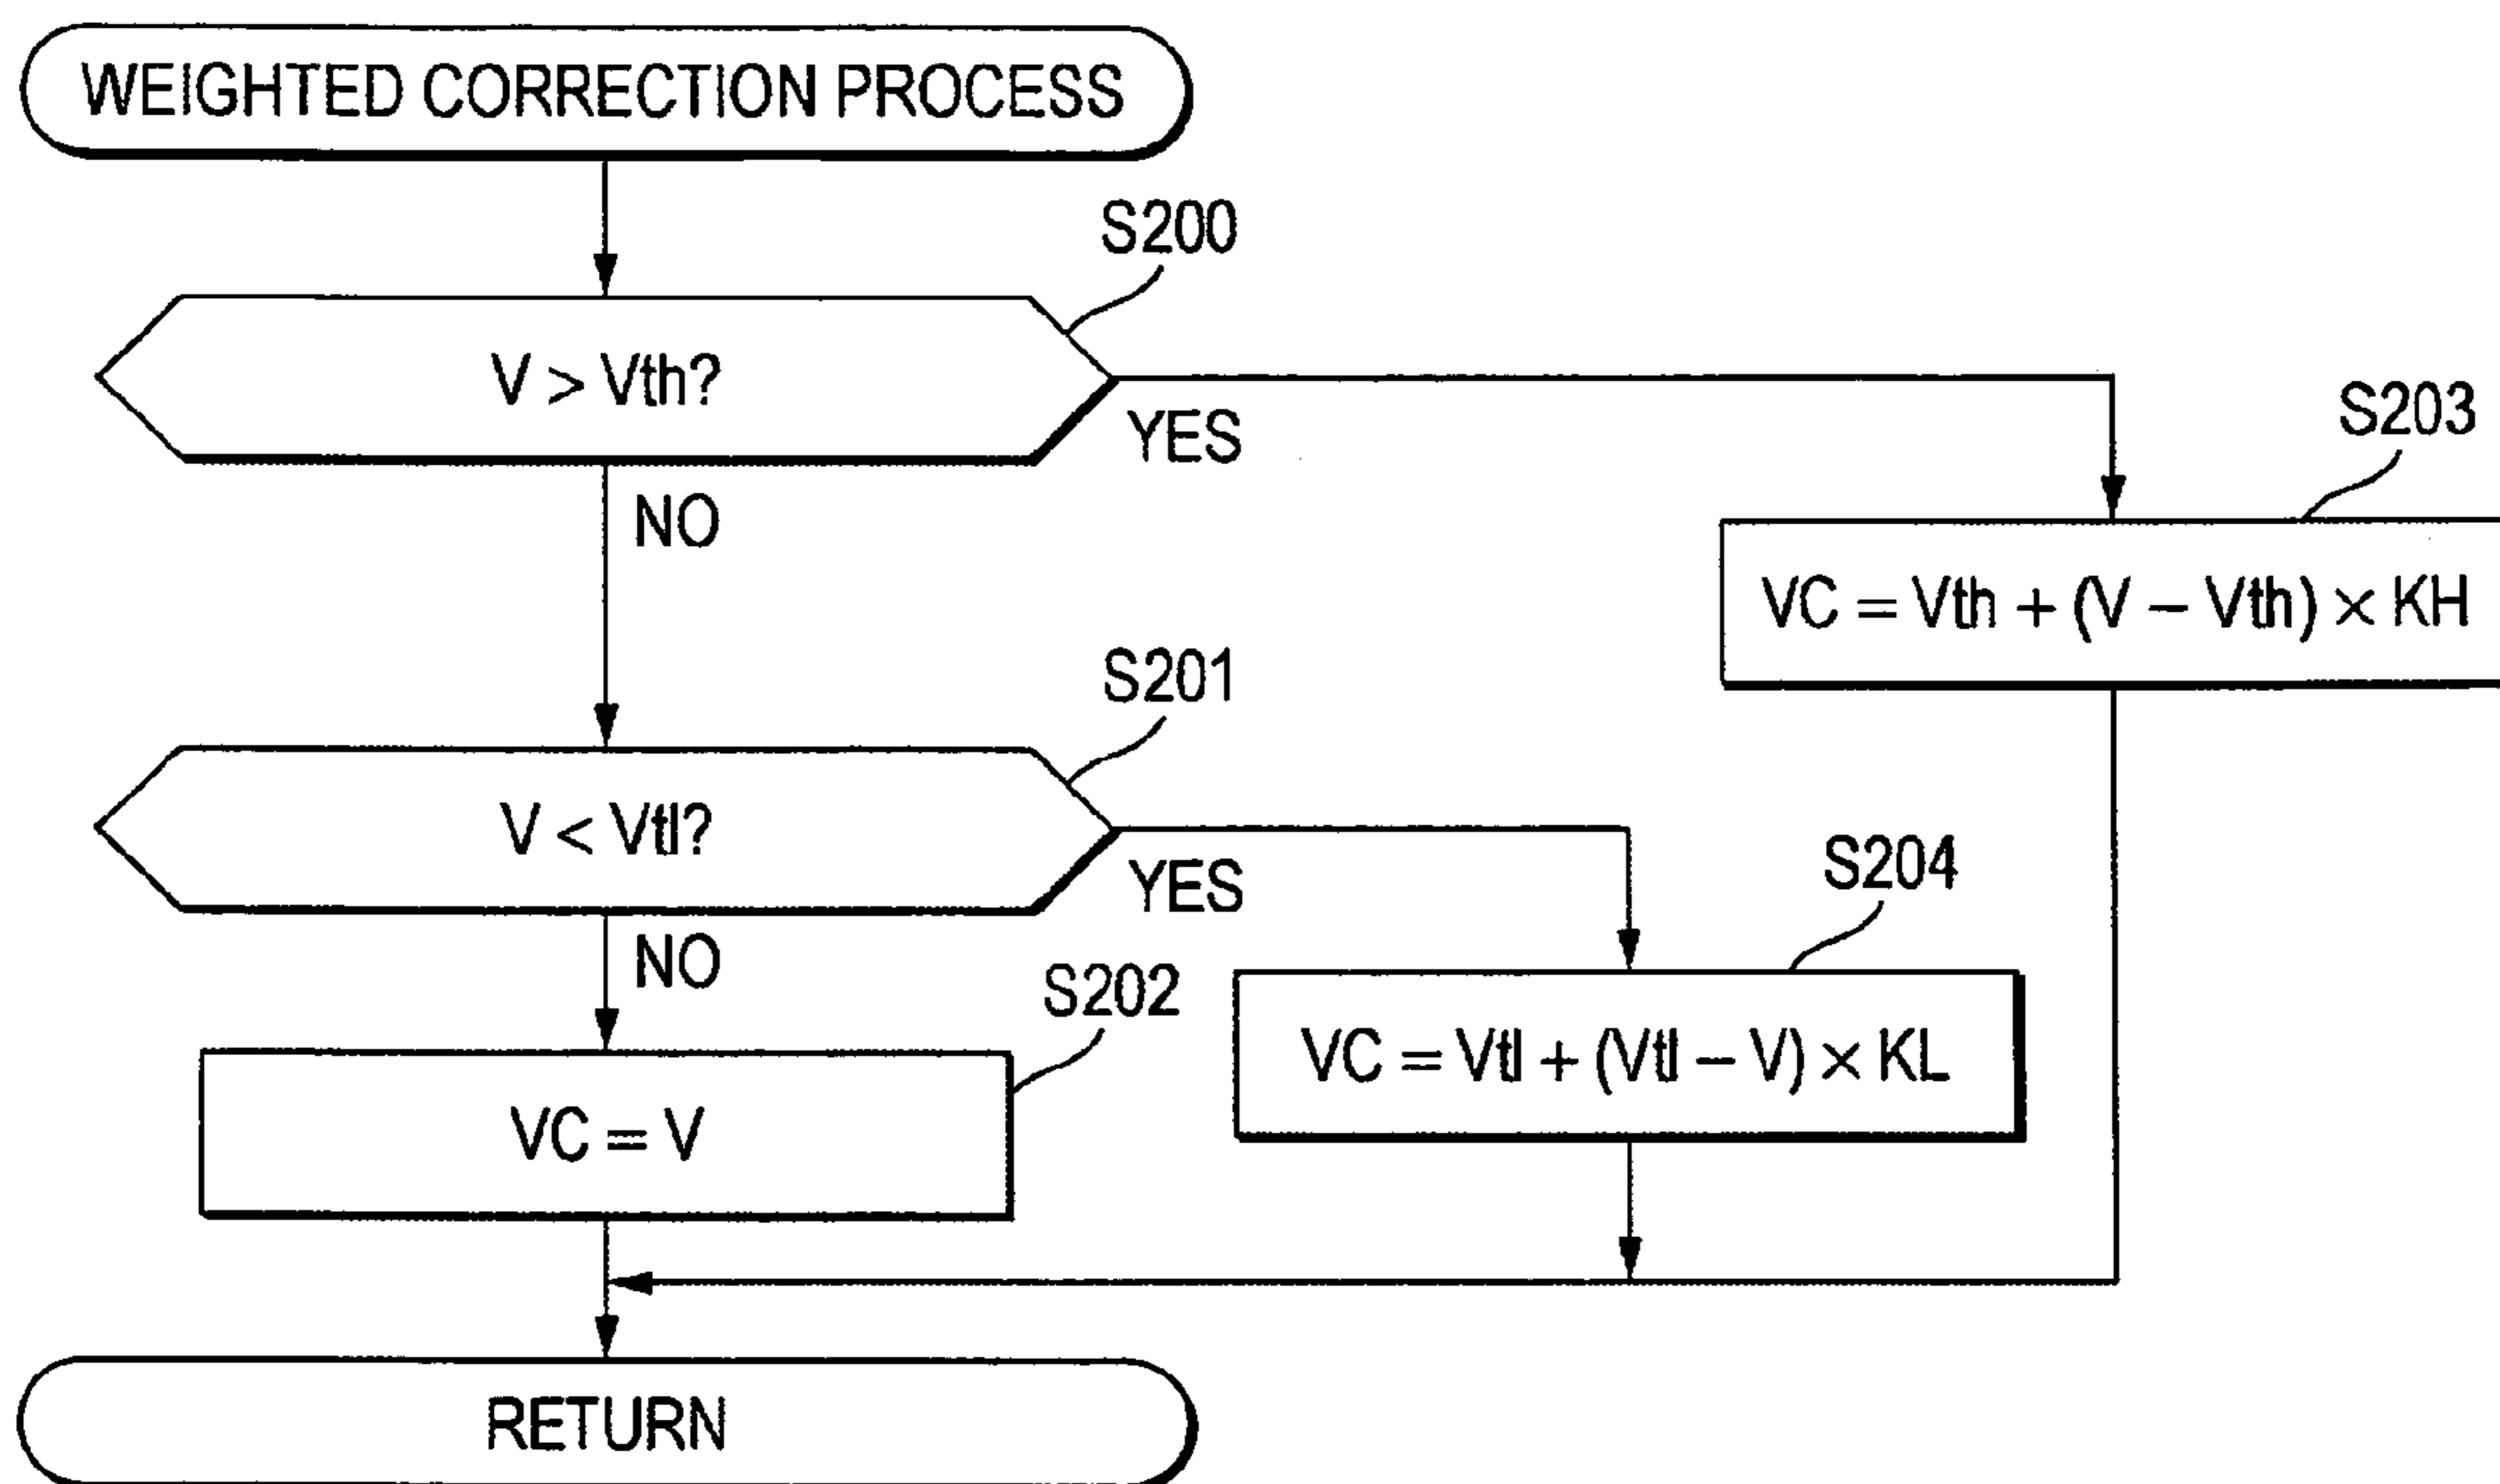 WEIGHTED CORRECTION PROCESS
S200
V > Vth?
YES
S203
NO
VC = Vth + (V − Vth) × KH
S201
V < Vtl?
YES
S204
NO
S202
VC = Vtl + (Vtl − V) × KL
VC = V
RETURN